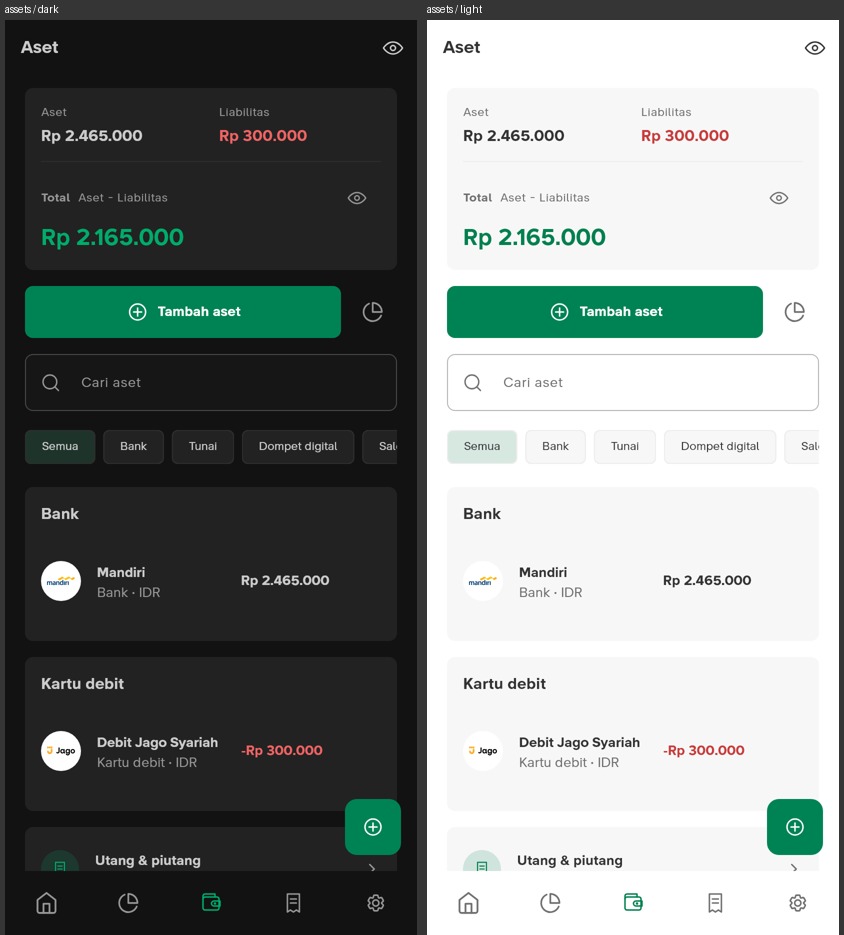 assets / dark
Aset
Aset
Liabilitas
Rp 2.465.000
Rp 300.000
Total Aset - Liabilitas
Rp 2.165.000
Tambah aset
Cari aset
Semua
Bank
Tunai
Dompet digital
Bank
mandiri
Mandiri
Bank · IDR
Rp 2.465.000
Kartu debit
Jago
Debit Jago Syariah
Kartu debit · IDR
-Rp 300.000
Utang & piutang
assets / light
Aset
Aset
Liabilitas
Rp 2.465.000
Rp 300.000
Total Aset - Liabilitas
Rp 2.165.000
Tambah aset
Cari aset
Semua
Bank
Tunai
Dompet digital
Bank
mandiri
Mandiri
Bank · IDR
Rp 2.465.000
Kartu debit
Jago
Debit Jago Syariah
Kartu debit · IDR
-Rp 300.000
Utang & piutang